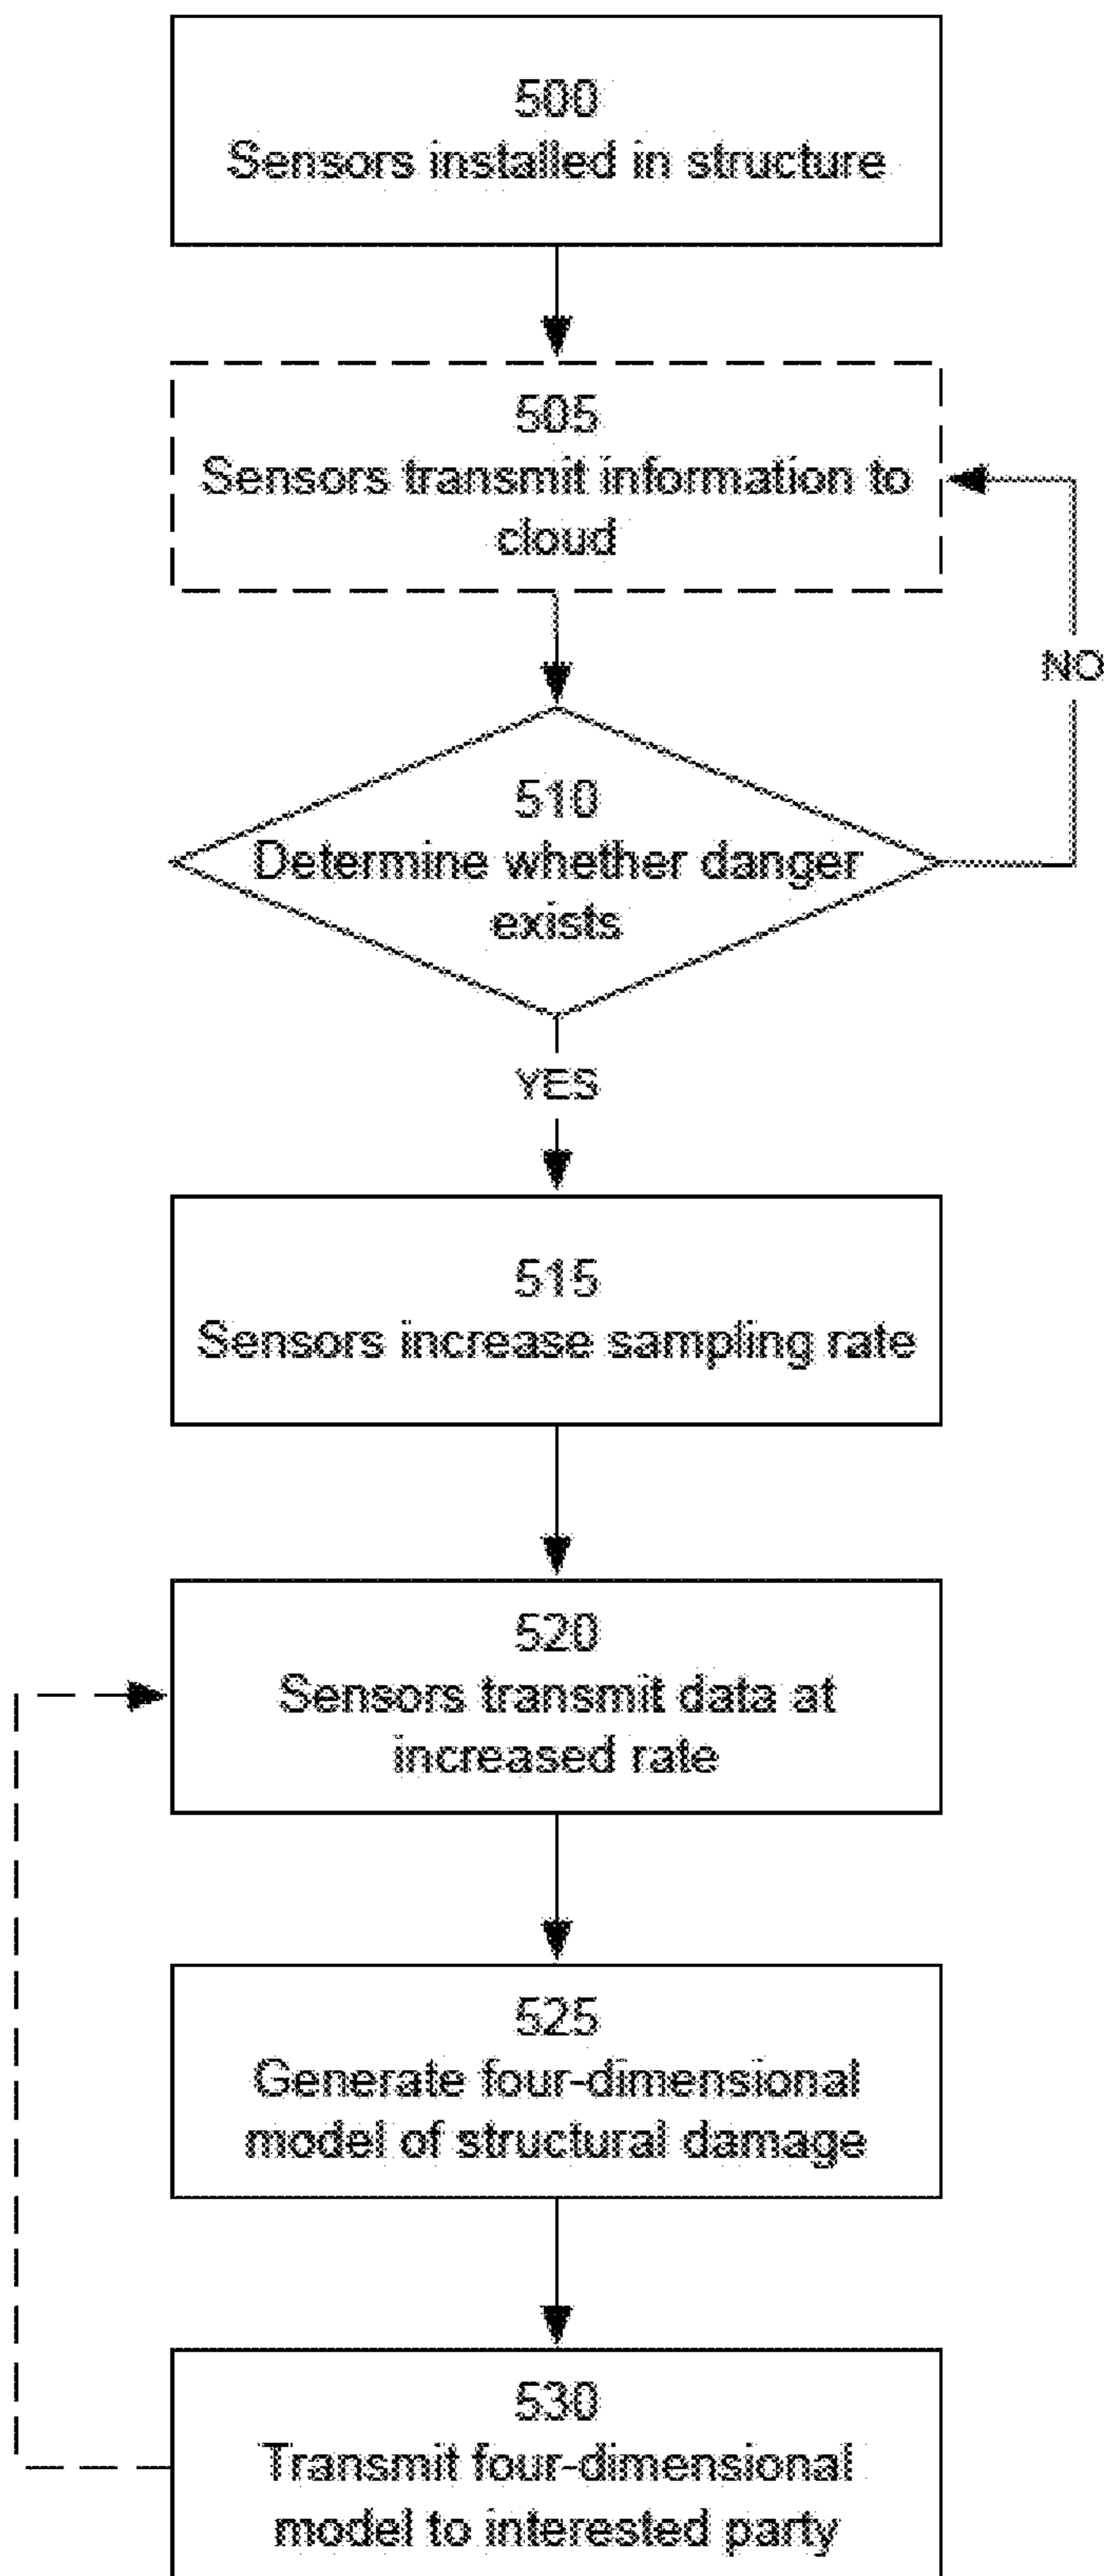 500
Sensors installed in structure
505
Sensors transmit information to
cloud
NO
510
Determine whether danger
exists
YES
515
Sensors increase sampling rate
520
Sensors transmit data at
increased rate
525
Generate four-dimensional
model of structural damage
530
Transmit four-dimensional
model to interested party